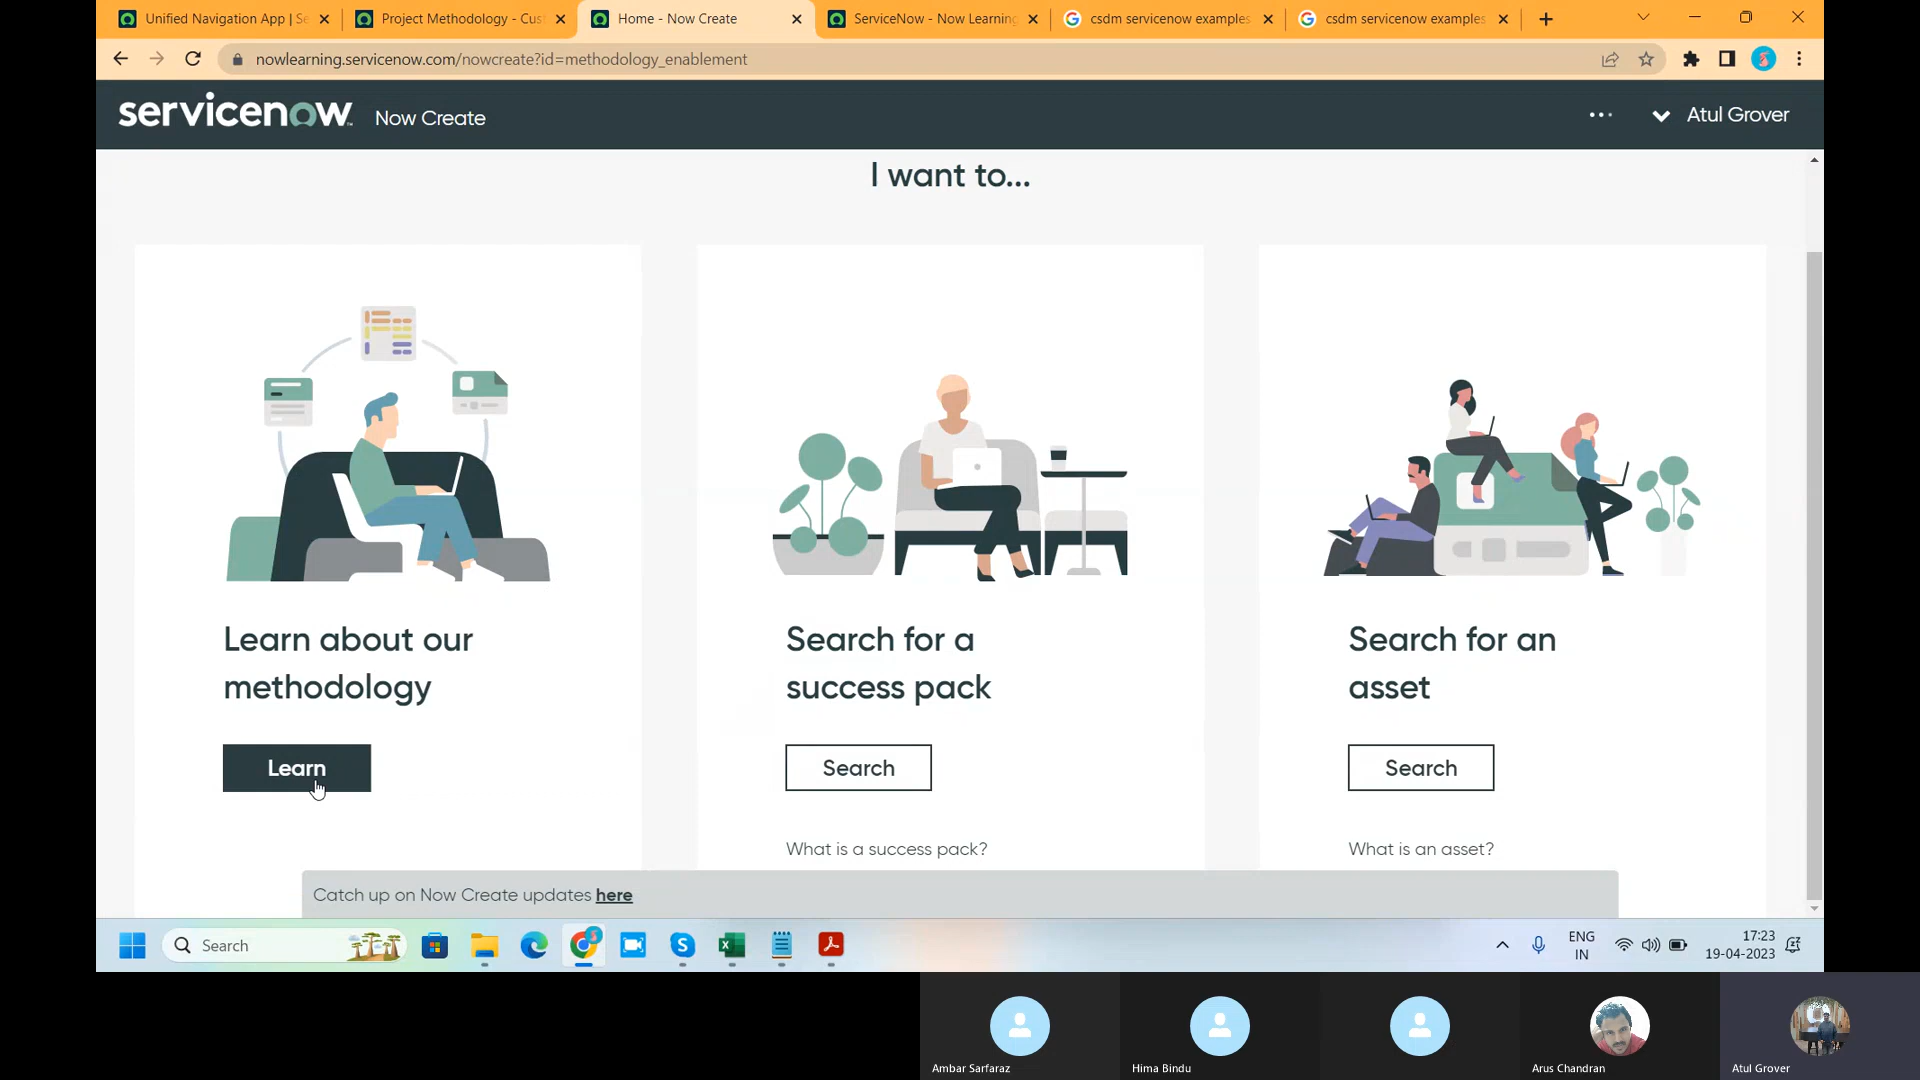 Unified Navigation App | Se
Project Methodology - Cus
Home - Now Create
ServiceNow - Now Learning
csdm servicenow examples
csdm servicenow examples
nowlearning.servicenow.com/nowcreate?id=methodology_enablement
servicenow
Now Create
Atul Grover
I want to...
Learn about our
methodology
Learn
Search for a
success pack
Search
What is a success pack?
Search for an
asset
Search
What is an asset?
Catch up on Now Create updates here
Search
ENG
IN
17:23
19-04-2023
Ambar Sarfaraz
Hima Bindu
Arus Chandran
Atul Grover